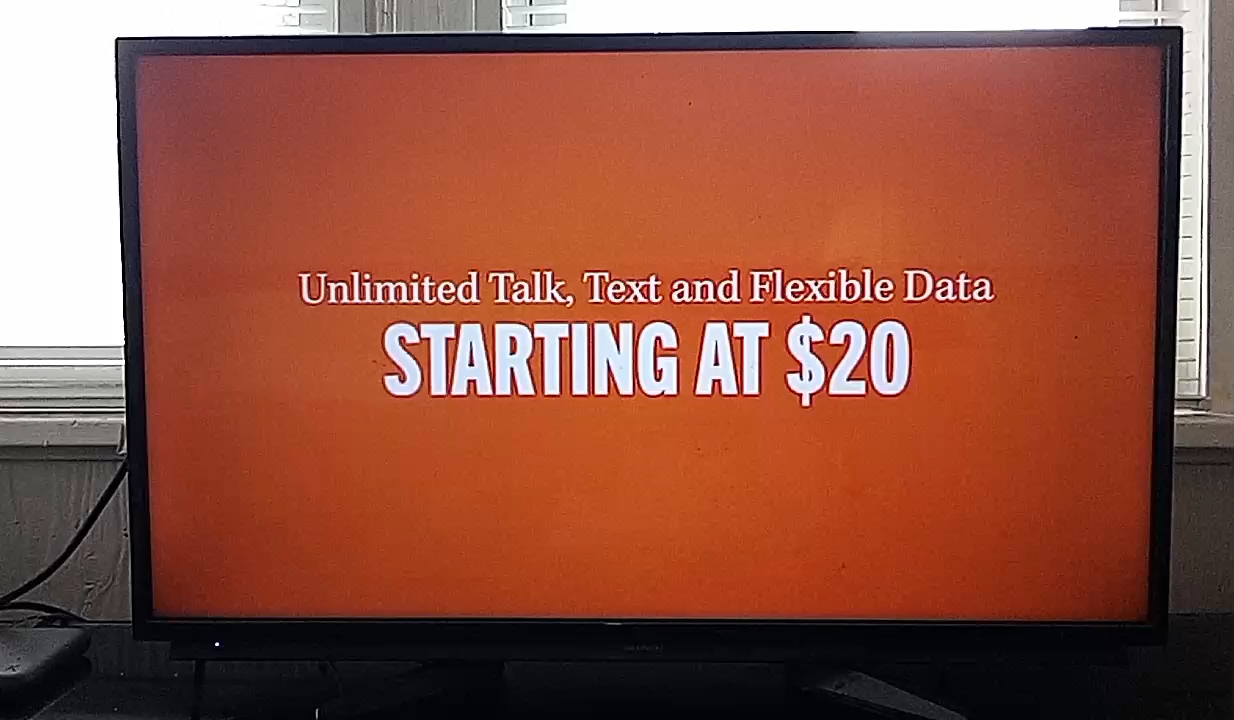 Unlimited Talk, Text and Flexible Data
STARTING AT $20